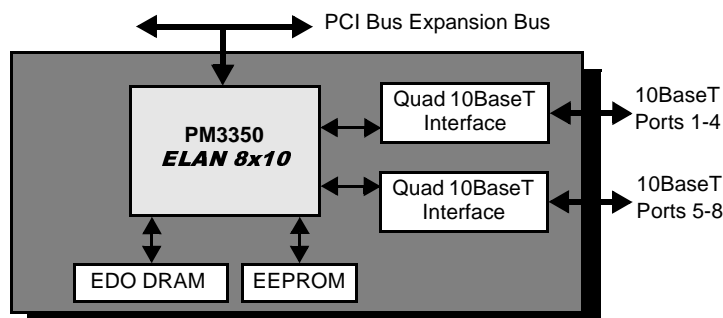 PCI Bus Expansion Bus
Quad 10BaseT
Interface
10BaseT
Ports 1-4
PM3350
ELAN 8x10
Quad 10BaseT
Interface
10BaseT
Ports 5-8
EDO DRAM
EEPROM